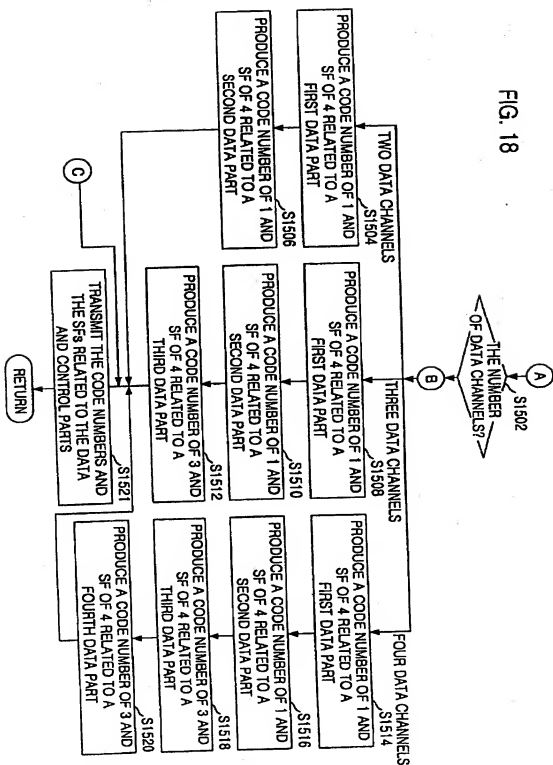 FIG. 18
A
S1502
THE NUMBER
OF DATA CHANNELS?
B
TWO DATA CHANNELS
S1504
PRODUCE A CODE NUMBER OF 1 AND
SF OF 4 RELATED TO A
FIRST DATA PART
S1506
PRODUCE A CODE NUMBER OF 1 AND
SF OF 4 RELATED TO A
SECOND DATA PART
THREE DATA CHANNELS
S1508
PRODUCE A CODE NUMBER OF 1 AND
SF OF 4 RELATED TO A
FIRST DATA PART
S1510
PRODUCE A CODE NUMBER OF 1 AND
SF OF 4 RELATED TO A
SECOND DATA PART
S1512
PRODUCE A CODE NUMBER OF 3 AND
SF OF 4 RELATED TO A
THIRD DATA PART
FOUR DATA CHANNELS
S1514
PRODUCE A CODE NUMBER OF 1 AND
SF OF 4 RELATED TO A
FIRST DATA PART
S1516
PRODUCE A CODE NUMBER OF 1 AND
SF OF 4 RELATED TO A
SECOND DATA PART
S1518
PRODUCE A CODE NUMBER OF 3 AND
SF OF 4 RELATED TO A
THIRD DATA PART
S1520
PRODUCE A CODE NUMBER OF 3 AND
SF OF 4 RELATED TO A
FOURTH DATA PART
C
S1521
TRANSMIT THE CODE NUMBERS AND
THE SFs RELATED TO THE DATA
AND CONTROL PARTS
RETURN